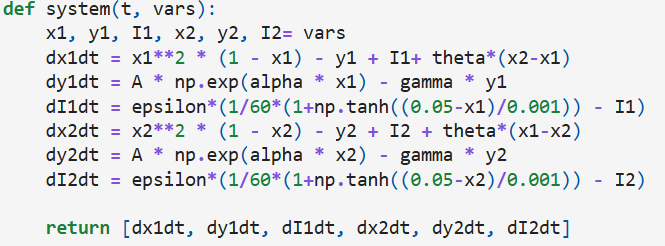 def system(t, vars):
    x1, y1, I1, x2, y2, I2= vars
    dx1dt = x1**2 * (1 - x1) - y1 + I1+ theta*(x2-x1)
    dy1dt = A * np.exp(alpha * x1) - gamma * y1
    dI1dt = epsilon*(1/60*(1+np.tanh((0.05-x1)/0.001)) - I1)
    dx2dt = x2**2 * (1 - x2) - y2 + I2 + theta*(x1-x2)
    dy2dt = A * np.exp(alpha * x2) - gamma * y2
    dI2dt = epsilon*(1/60*(1+np.tanh((0.05-x2)/0.001)) - I2)
    return [dx1dt, dy1dt, dI1dt, dx2dt, dy2dt, dI2dt]